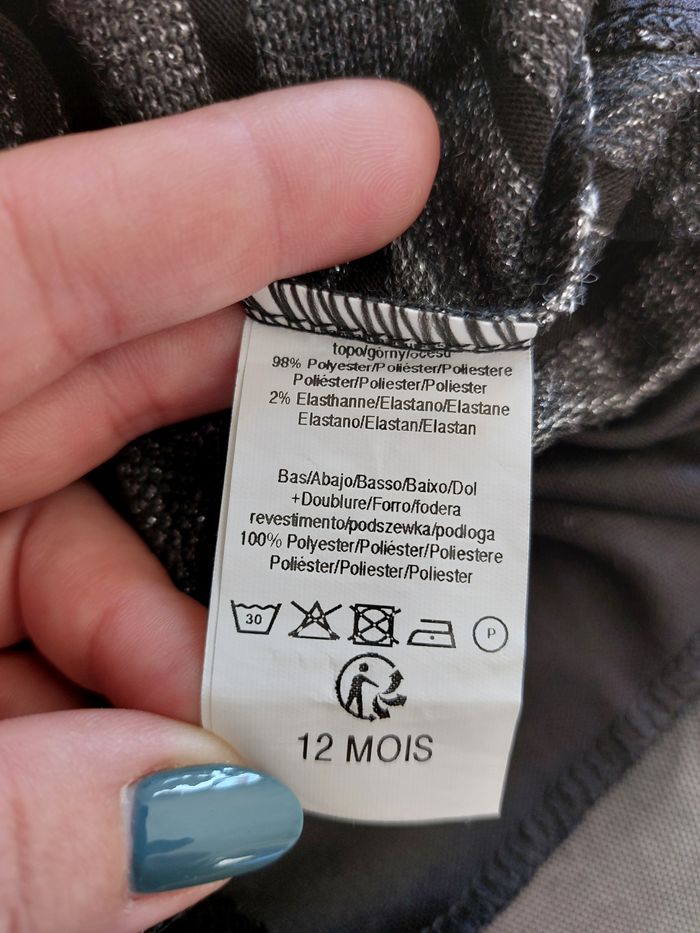 topo/górny/ocesu
98% Polyester/Poliéster/Poliestere
Poliéster/Poliester/Poliester
2% Elasthanne/Elastano/Elastane
Elastano/Elastan/Elastan
Bas/Abajo/Basso/Baixo/Dol
+Doublure/Forro/fodera
revestimento/podszewka/podloga
100% Polyester/Poliéster/Poliestere
Poliéster/Poliester/Poliester
30 P
12 MOIS